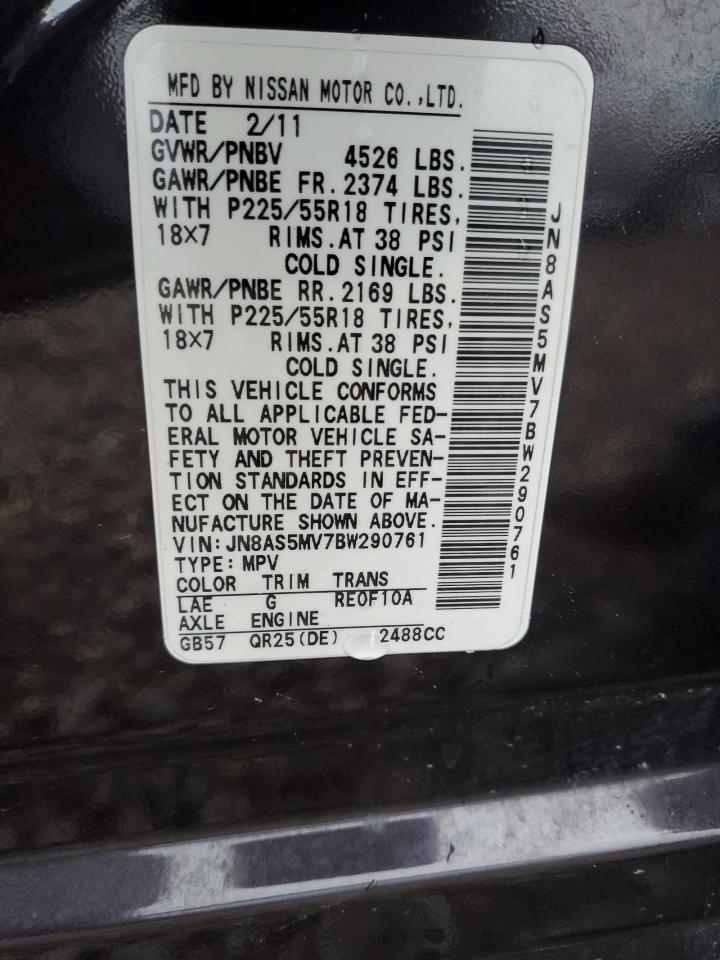 MFD BY NISSAN MOTOR CO.,LTD.
DATE 2/11
GVWR/PNBV 4526 LBS.
GAWR/PNBE FR.2374 LBS.
WITH P225/55R18 TIRES,
18X7 RIMS.AT 38 PSI
COLD SINGLE.
GAWR/PNBE RR.2169 LBS.
WITH P225/55R18 TIRES,
18X7 RIMS.AT 38 PSI
COLD SINGLE.
THIS VEHICLE CONFORMS
TO ALL APPLICABLE FED-
ERAL MOTOR VEHICLE SA-
FETY AND THEFT PREVEN-
TION STANDARDS IN EFF-
ECT ON THE DATE OF MA-
NUFACTURE SHOWN ABOVE.
VIN:JN8AS5MV7BW290761
TYPE:MPV
COLOR TRIM TRANS
LAE G RE0F10A
AXLE ENGINE
GB57 QR25(DE) 2488CC
JN8AS5MV7BW290761